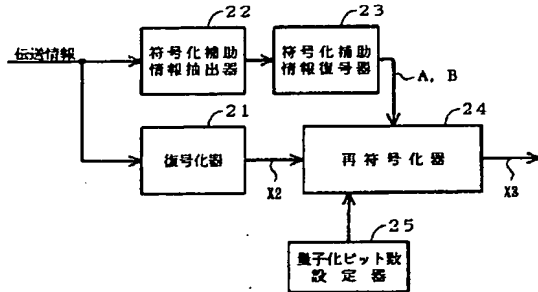 22
23
伝送情報
符号化補助
情報抽出器
符号化補助
情報復号器
A, B
21
24
復号化器
再符号化器
X2
X3
25
量子化ビット数
設定器